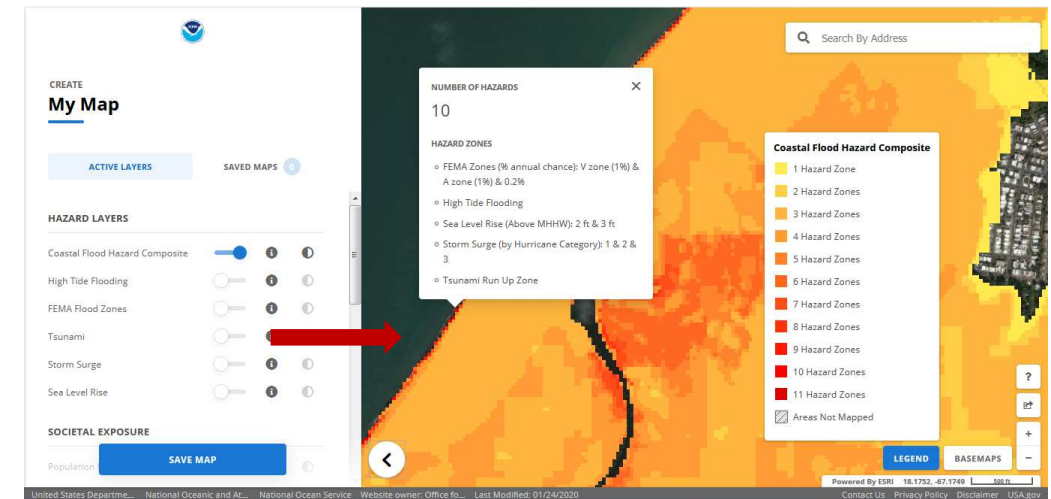 CREATE
My Map
ACTIVE LAYERS
SAVED MAPS 0
HAZARD LAYERS
Coastal Flood Hazard Composite
High Tide Flooding
FEMA Flood Zones
Tsunami
Storm Surge
Sea Level Rise
SOCIETAL EXPOSURE
Population
SAVE MAP
NUMBER OF HAZARDS
10
HAZARD ZONES
FEMA Zones (% annual chance): V zone (1%) &
A zone (1%) & 0.2%
High Tide Flooding
Sea Level Rise (Above MHHW): 2 ft & 3 ft
Storm Surge (by Hurricane Category): 1 & 2 &
3
Tsunami Run Up Zone
Search By Address
Coastal Flood Hazard Composite
1 Hazard Zone
2 Hazard Zones
3 Hazard Zones
4 Hazard Zones
5 Hazard Zones
6 Hazard Zones
7 Hazard Zones
8 Hazard Zones
9 Hazard Zones
10 Hazard Zones
11 Hazard Zones
Areas Not Mapped
?
+
−
LEGEND
BASEMAPS
Powered By ESRI 18.1752, -67.1749 500 ft
United States Departme... National Oceanic and At... National Ocean Service Website owner: Office fo... Last Modified: 01/24/2020 Contact Us Privacy Policy Disclaimer USA.gov